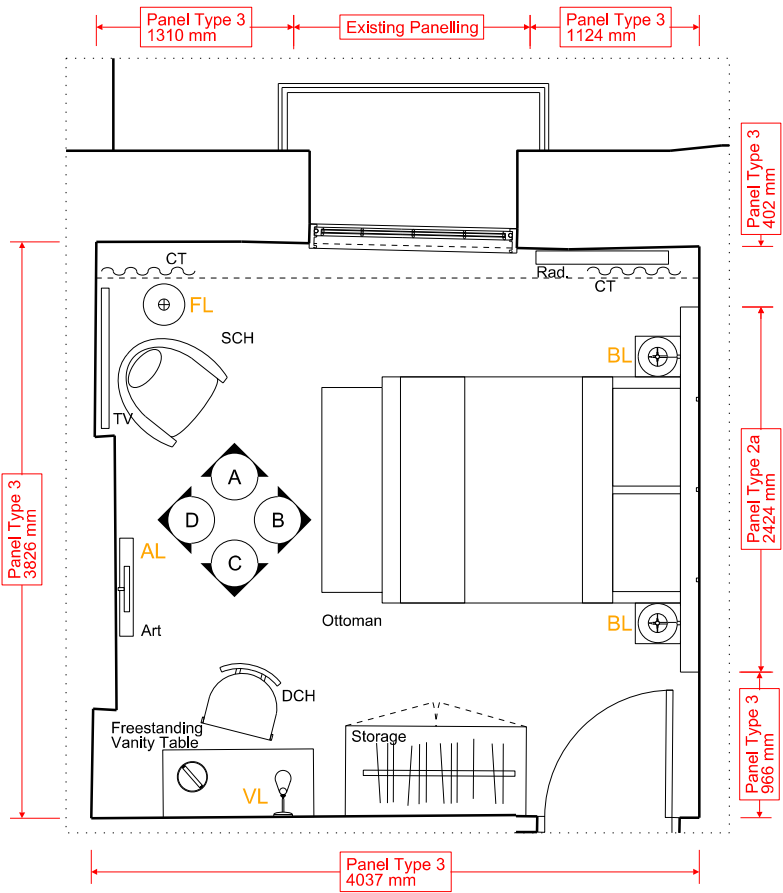 Panel Type 3
1310 mm
Existing Panelling
Panel Type 3
1124 mm
Panel Type 3
402 mm
CT
Rad.
CT
FL
SCH
BL
TV
A
D
B
C
Panel Type 2a
2424 mm
Panel Type 3
3826 mm
AL
Art
Ottoman
BL
DCH
Freestanding
Vanity Table
Storage
VL
Panel Type 3
966 mm
Panel Type 3
4037 mm